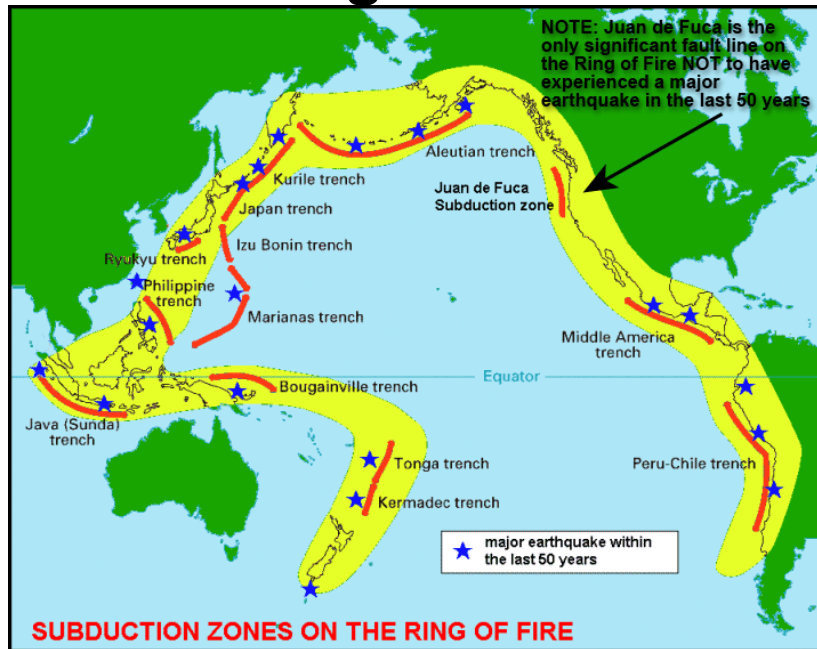 NOTE: Juan de Fuca is the
only significant fault line on
the Ring of Fire NOT to have
experienced a major
earthquake in the last 50 years
Aleutian trench
Kurile trench
Juan de Fuca
Subduction zone
Japan trench
Izu Bonin trench
Ryukyu trench
Philippine
trench
Marianas trench
Middle America
trench
Equator
Bougainville trench
Java (Sunda)
trench
Tonga trench
Peru-Chile trench
Kermadec trench
major earthquake within
the last 50 years
SUBDUCTION ZONES ON THE RING OF FIRE